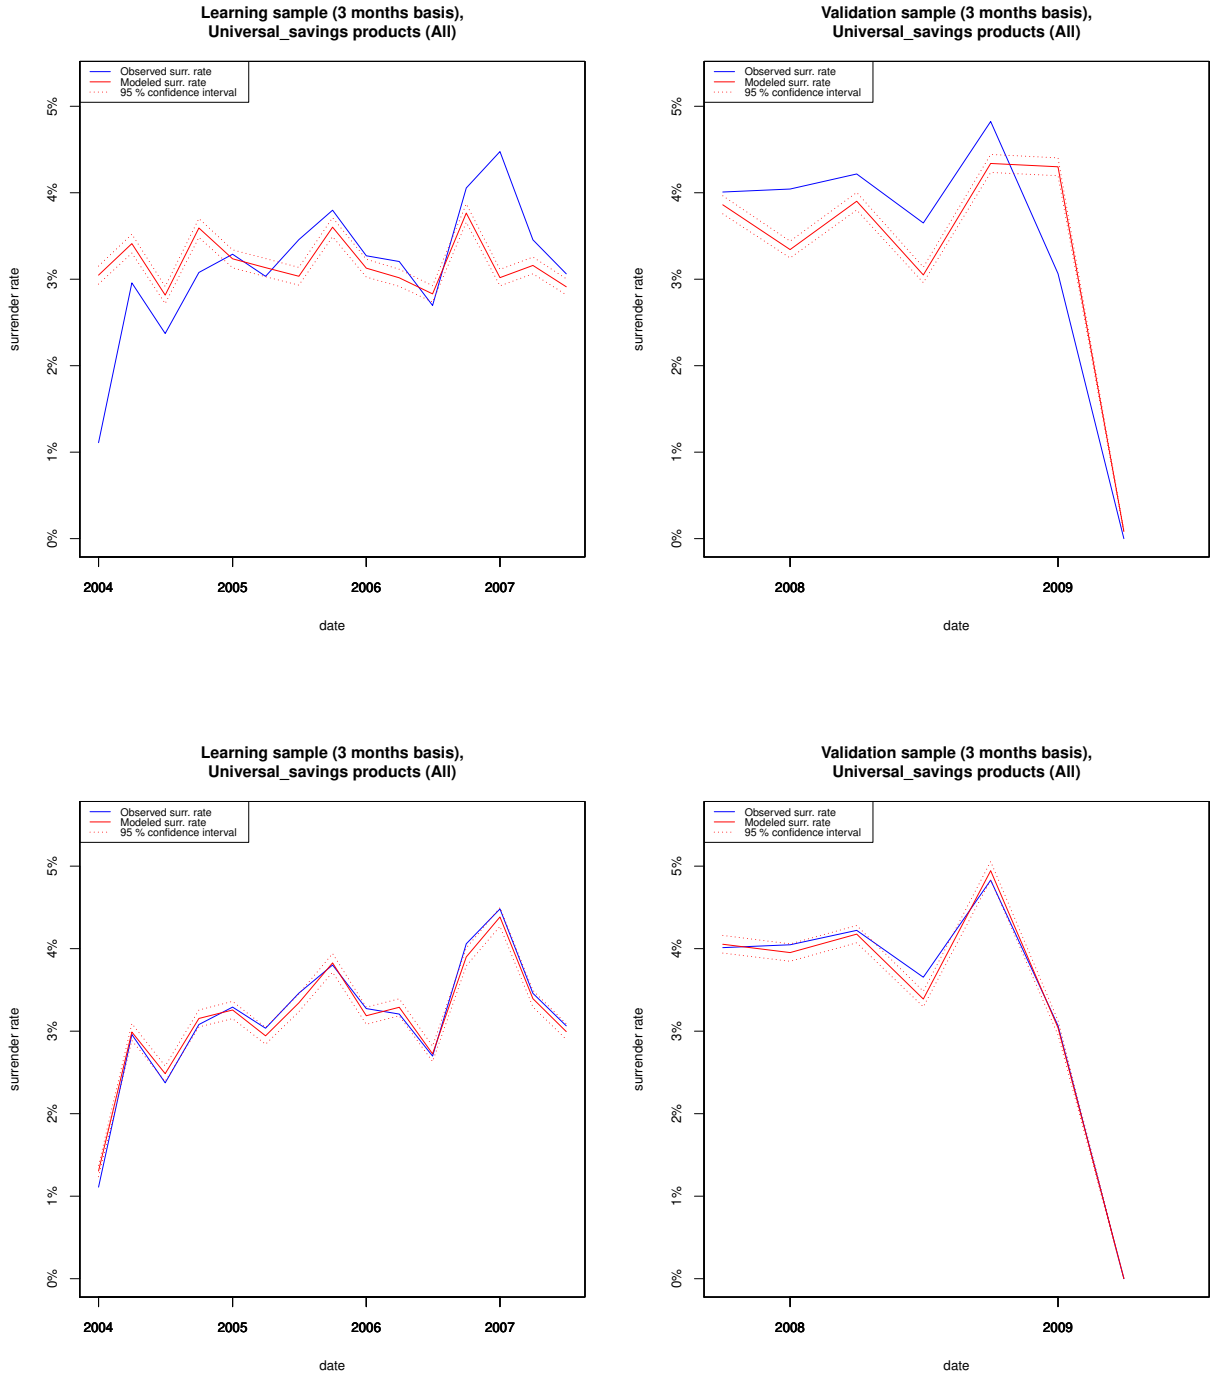 Learning sample (3 months basis),
Universal_savings products (All)
Observed surr. rate
Modeled surr. rate
95 % confidence interval
5%
4%
3%
2%
1%
0%
surrender rate
2004
2005
2006
2007
date
Validation sample (3 months basis),
Universal_savings products (All)
Observed surr. rate
Modeled surr. rate
95 % confidence interval
5%
4%
3%
2%
1%
0%
surrender rate
2008
2009
date
Learning sample (3 months basis),
Universal_savings products (All)
Observed surr. rate
Modeled surr. rate
95 % confidence interval
5%
4%
3%
2%
1%
0%
surrender rate
2004
2005
2006
2007
date
Validation sample (3 months basis),
Universal_savings products (All)
Observed surr. rate
Modeled surr. rate
95 % confidence interval
5%
4%
3%
2%
1%
0%
surrender rate
2008
2009
date